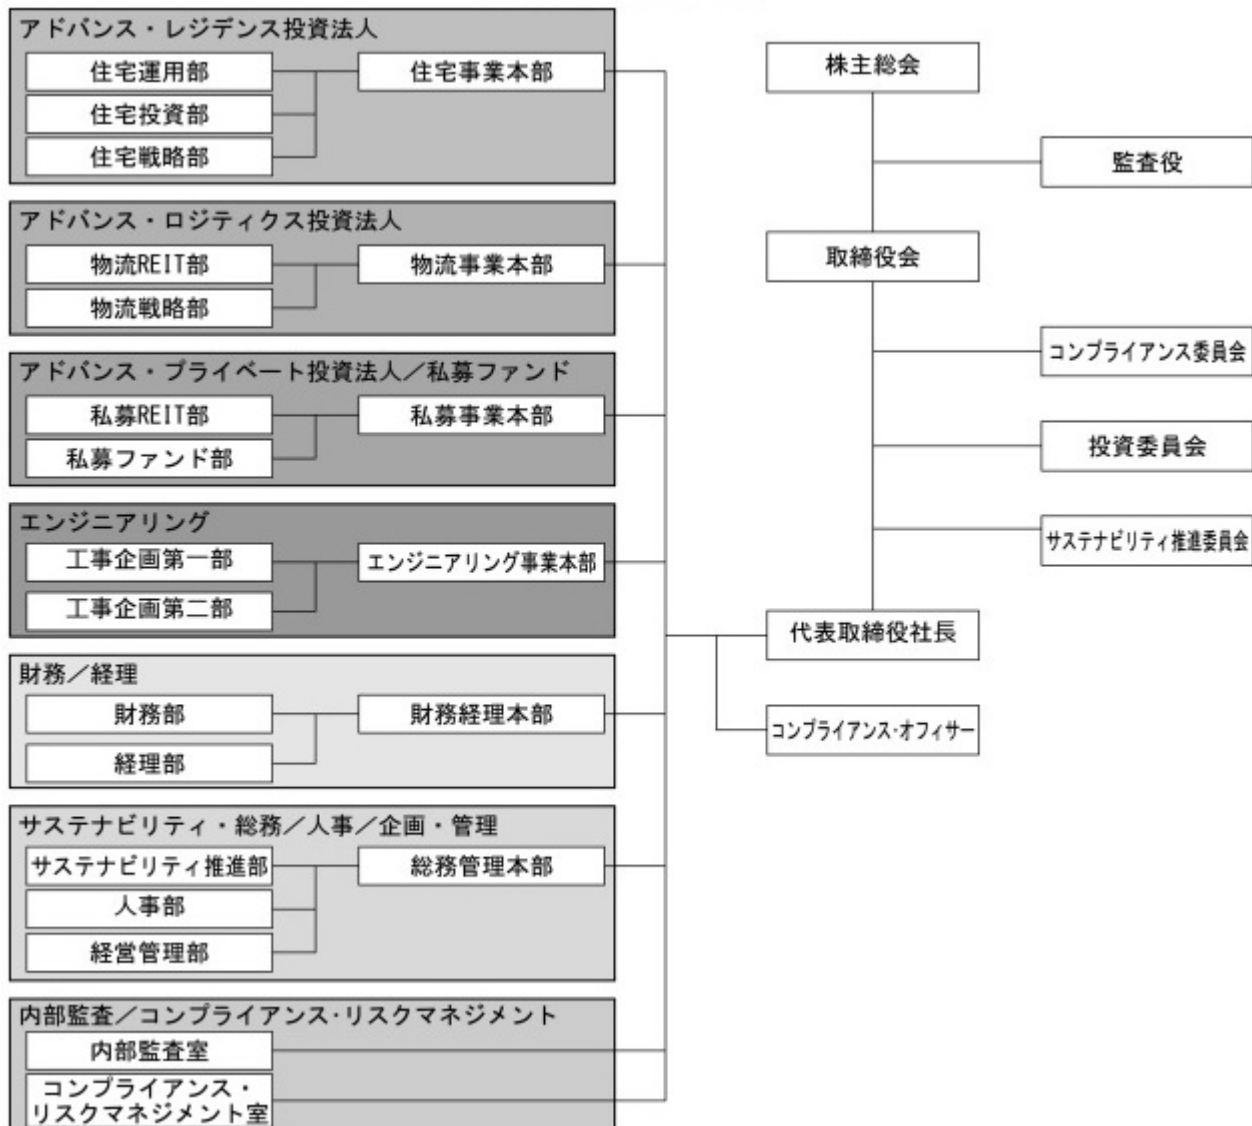 アドバンス・レジデンス投資法人
住宅運用部
住宅事業本部
住宅投資部
住宅戦略部
アドバンス・ロジティクス投資法人
物流REIT部
物流事業本部
物流戦略部
アドバンス・プライベート投資法人／私募ファンド
私募REIT部
私募事業本部
私募ファンド部
エンジニアリング
工事企画第一部
エンジニアリング事業本部
工事企画第二部
財務／経理
財務部
財務経理本部
経理部
サステナビリティ・総務／人事／企画・管理
サステナビリティ推進部
総務管理本部
人事部
経営管理部
内部監査／コンプライアンス・リスクマネジメント
内部監査室
コンプライアンス・
リスクマネジメント室
株主総会
監査役
取締役会
コンプライアンス委員会
投資委員会
サステナビリティ推進委員会
代表取締役社長
コンプライアンス・オフィサー